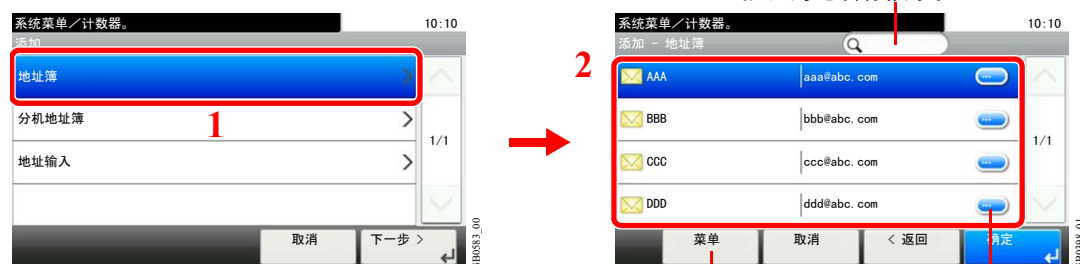 系统菜单／计数器。 10:10
添加
地址簿
分机地址簿
1
1/1
地址输入
取消 下一步 >
GB0583_00
系统菜单／计数器。 10:10
添加 - 地址簿
2
AAA aaa@abc.com
BBB bbb@abc.com
1/1
CCC ccc@abc.com
DDD ddd@abc.com
菜单 取消 < 返回 确定